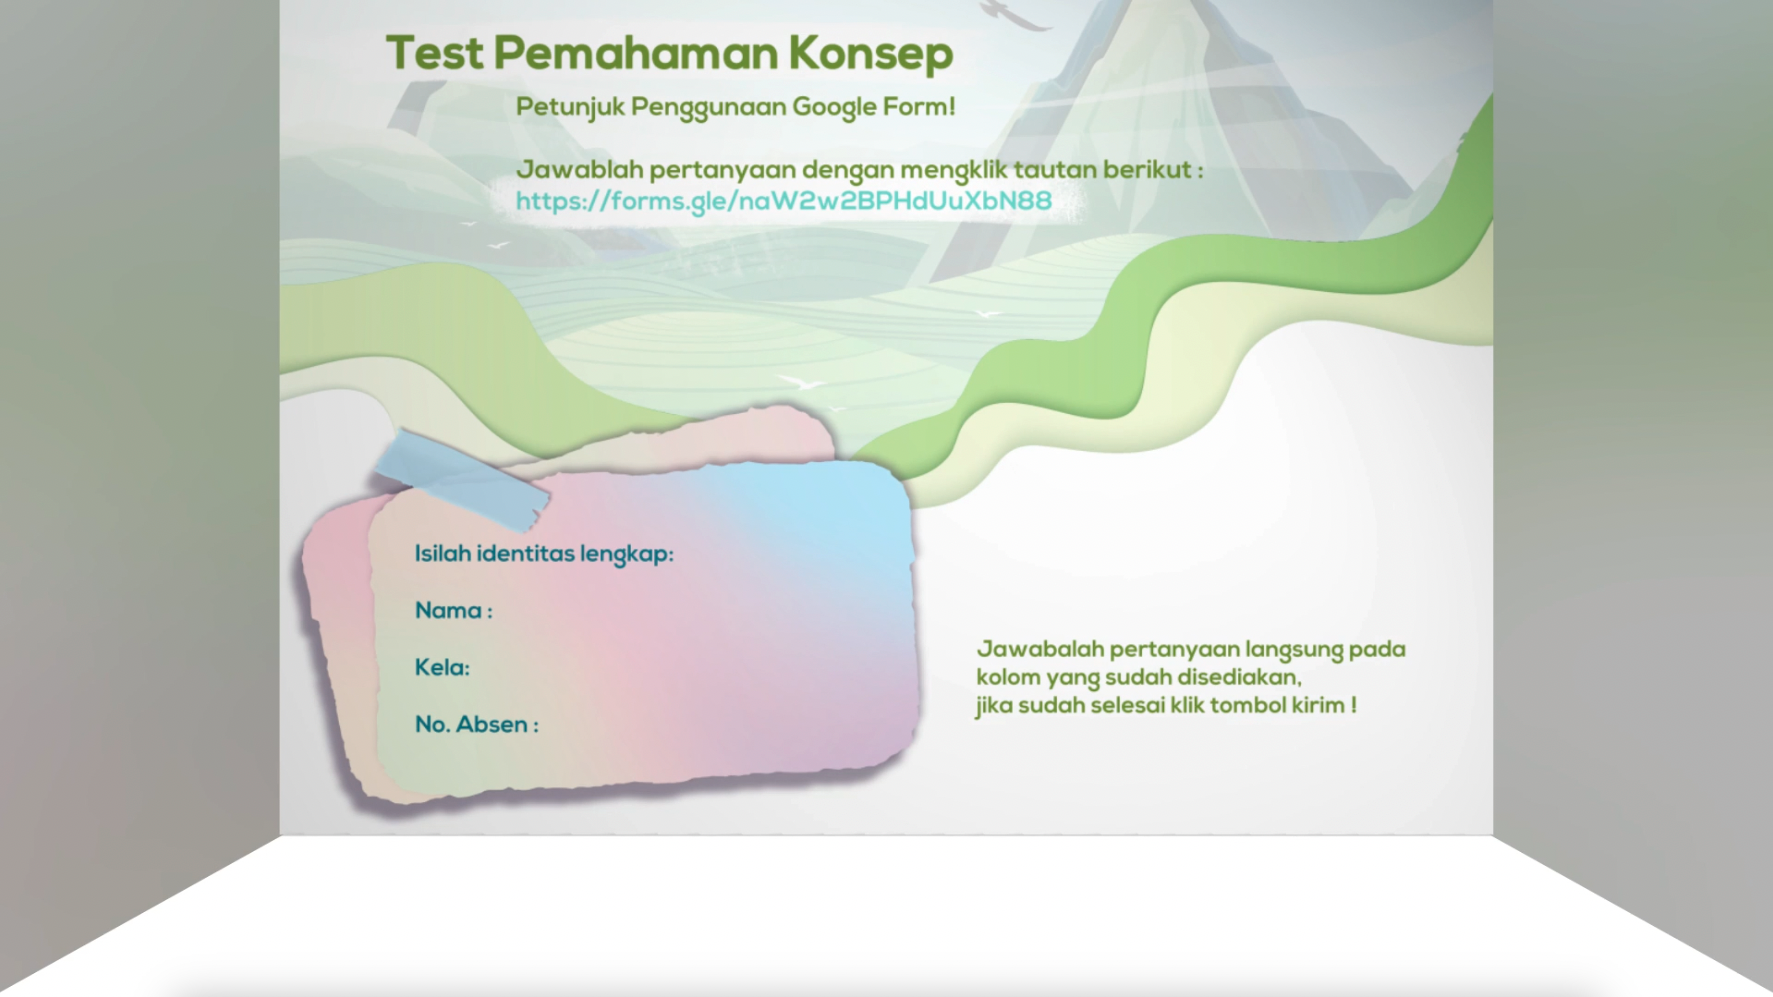 Test Pemahaman Konsep
Petunjuk Penggunaan Google Form!
Jawablah pertanyaan dengan mengklik tautan berikut :
https://forms.gle/naW2w2BPHdUuXbN88
Isilah identitas lengkap:
Nama :
Kela:
No. Absen :
Jawabalah pertanyaan langsung pada
kolom yang sudah disediakan,
jika sudah selesai klik tombol kirim !